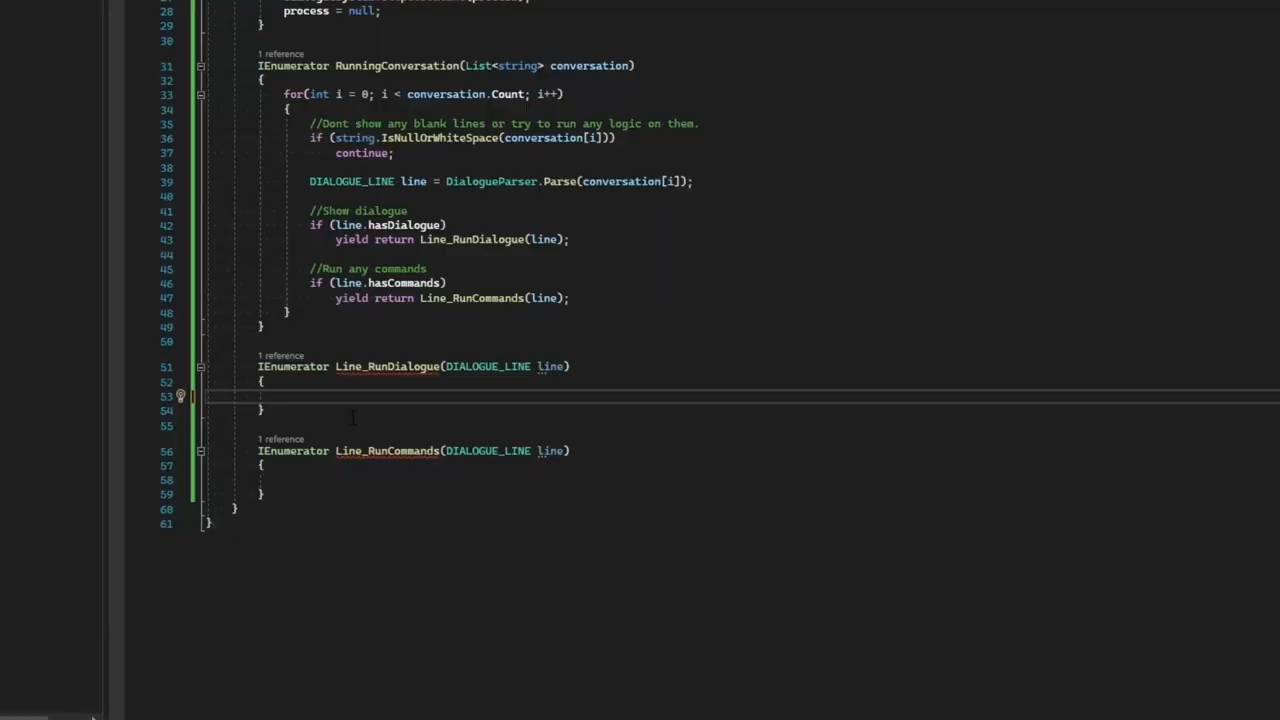 28 process = null;
29 }
30
1 reference
31 IEnumerator RunningConversation(List<string> conversation)
32 {
33 for(int i = 0; i < conversation.Count; i++)
34 {
35 //Dont show any blank lines or try to run any logic on them.
36 if (string.IsNullOrWhiteSpace(conversation[i]))
37 continue;
38
39 DIALOGUE_LINE line = DialogueParser.Parse(conversation[i]);
40
41 //Show dialogue
42 if (line.hasDialogue)
43 yield return Line_RunDialogue(line);
44
45 //Run any commands
46 if (line.hasCommands)
47 yield return Line_RunCommands(line);
48 }
49 }
50
1 reference
51 IEnumerator Line_RunDialogue(DIALOGUE_LINE line)
52 {
53
54 }
55
1 reference
56 IEnumerator Line_RunCommands(DIALOGUE_LINE line)
57 {
58
59 }
60 }
61 }